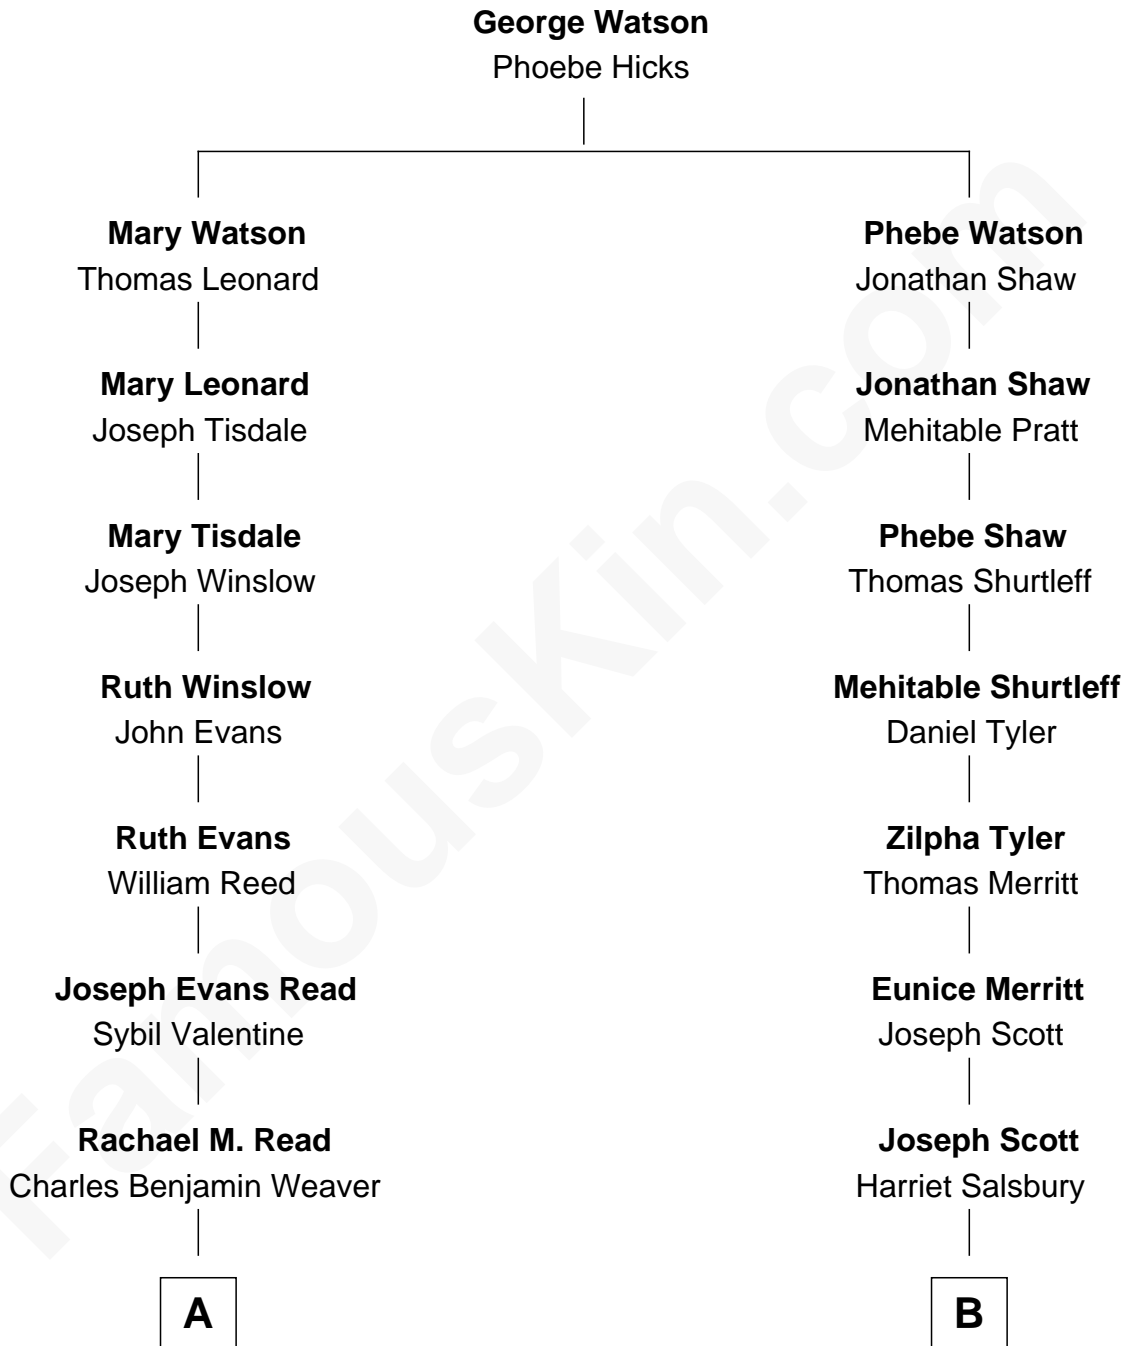 George Watson
Phoebe Hicks
Mary Watson
Thomas Leonard
Mary Leonard
Joseph Tisdale
Mary Tisdale
Joseph Winslow
Ruth Winslow
John Evans
Ruth Evans
William Reed
Joseph Evans Read
Sybil Valentine
Rachael M. Read
Charles Benjamin Weaver
A
Phebe Watson
Jonathan Shaw
Jonathan Shaw
Mehitable Pratt
Phebe Shaw
Thomas Shurtleff
Mehitable Shurtleff
Daniel Tyler
Zilpha Tyler
Thomas Merritt
Eunice Merritt
Joseph Scott
Joseph Scott
Harriet Salsbury
B
FamousKin.com